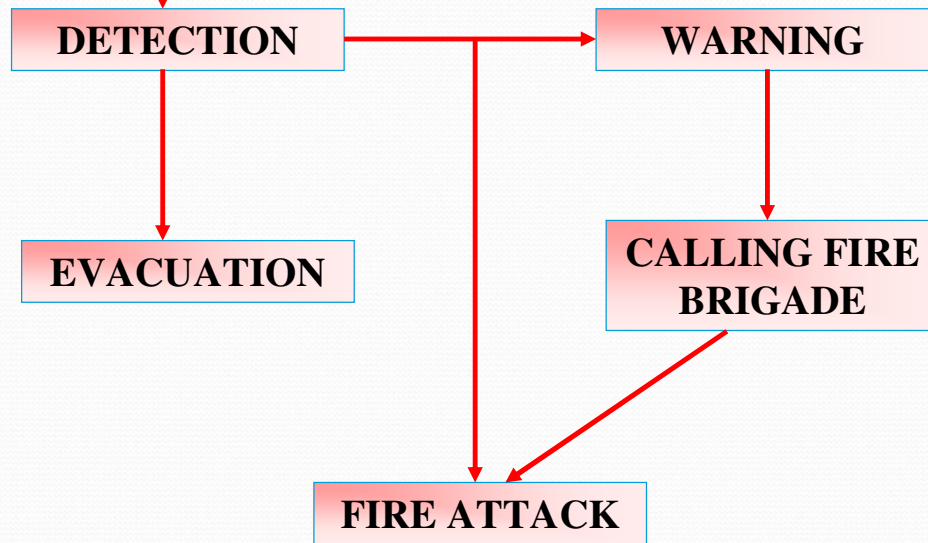 DETECTION
WARNING
EVACUATION
CALLING FIRE
BRIGADE
FIRE ATTACK